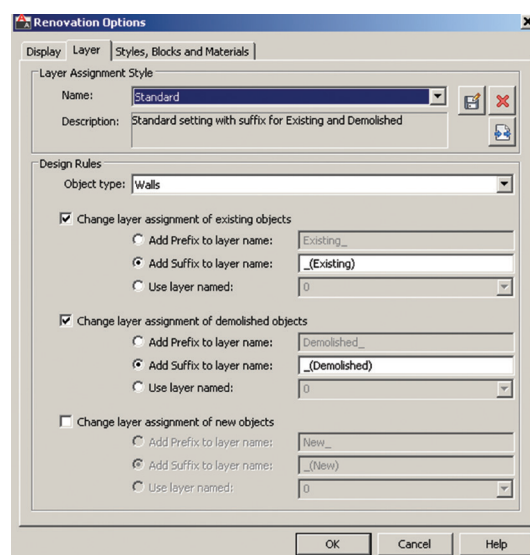 Renovation Options
Display Layer Styles, Blocks and Materials
Layer Assignment Style
Name: Standard
Description: Standard setting with suffix for Existing and Demolished
Design Rules
Object type: Walls
Change layer assignment of existing objects
Add Prefix to layer name: Existing_
Add Suffix to layer name: _(Existing)
Use layer named: 0
Change layer assignment of demolished objects
Add Prefix to layer name: Demolished_
Add Suffix to layer name: _(Demolished)
Use layer named: 0
Change layer assignment of new objects
Add Prefix to layer name: New_
Add Suffix to layer name: _(New)
Use layer named: 0
OK Cancel Help